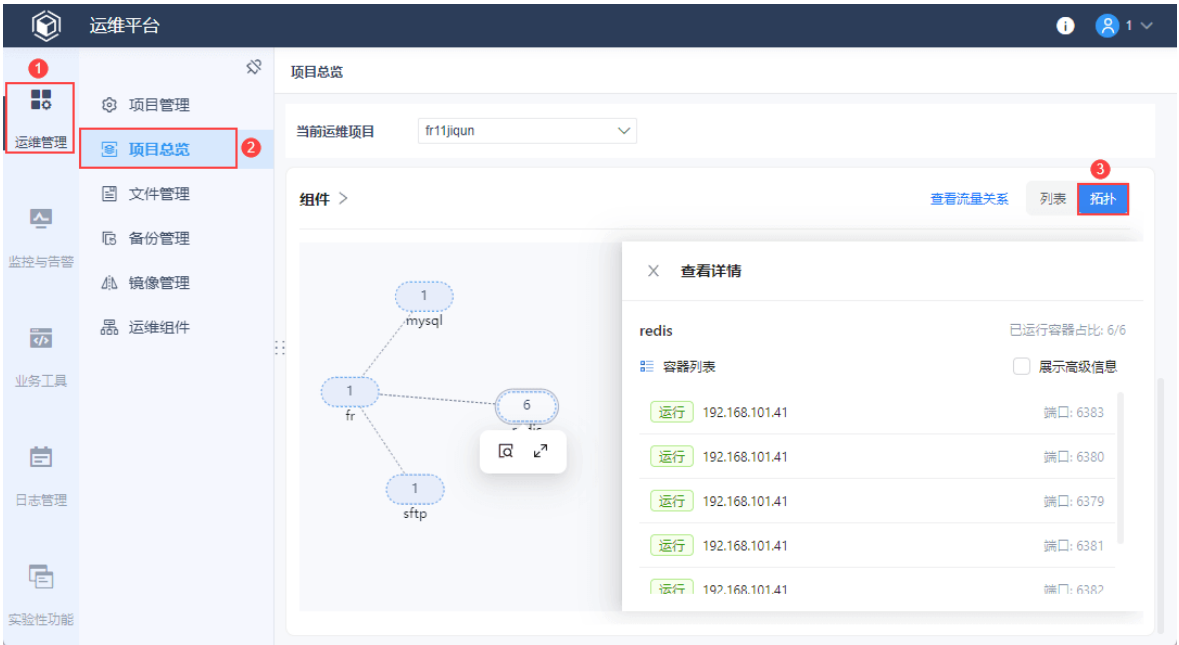 运维平台
1
1
运维管理
监控与告警
业务工具
日志管理
实验性功能
项目管理
项目总览
2
文件管理
备份管理
镜像管理
运维组件
项目总览
当前运维项目 fr11jiqun
组件 >
查看流量关系 列表 拓扑
3
1
mysql
1
fr
6
1
sftp
查看详情
redis 已运行容器占比: 6/6
容器列表 展示高级信息
运行 192.168.101.41 端口: 6383
运行 192.168.101.41 端口: 6380
运行 192.168.101.41 端口: 6379
运行 192.168.101.41 端口: 6381
运行 192.168.101.41 端口: 6382